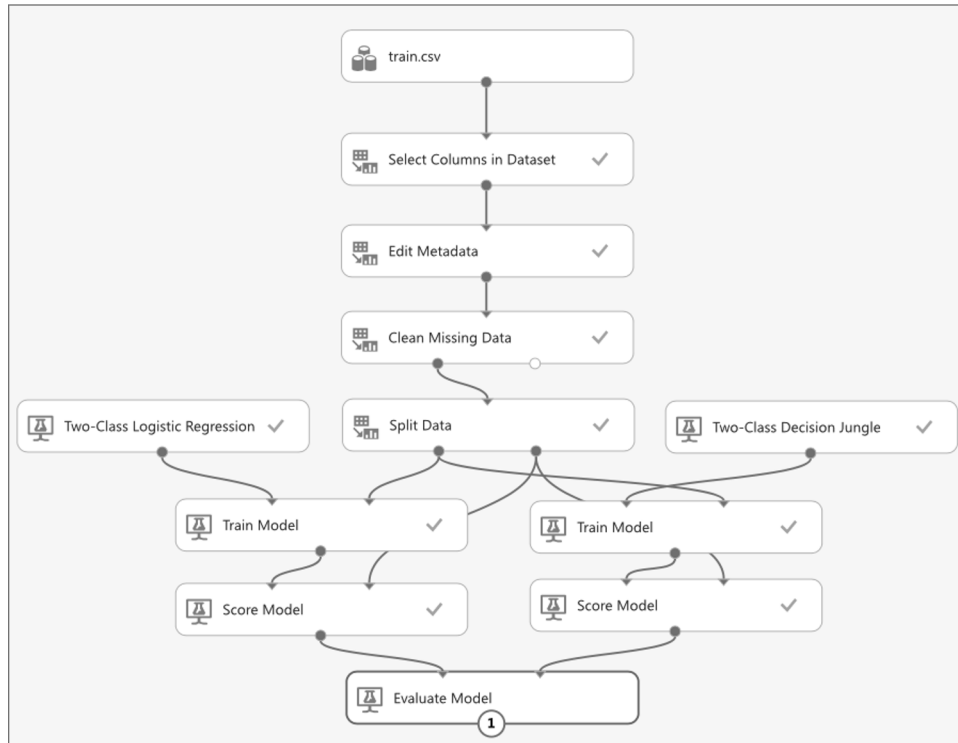 train.csv
Select Columns in Dataset
Edit Metadata
Clean Missing Data
Two-Class Logistic Regression
Split Data
Two-Class Decision Jungle
Train Model
Train Model
Score Model
Score Model
Evaluate Model
1